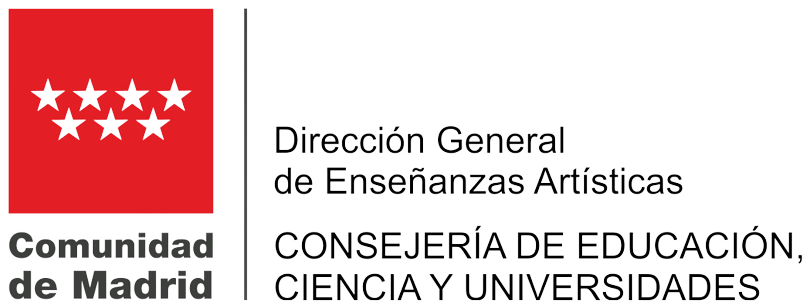 Comunidad
de Madrid
Dirección General
de Enseñanzas Artísticas
CONSEJERÍA DE EDUCACIÓN,
CIENCIA Y UNIVERSIDADES